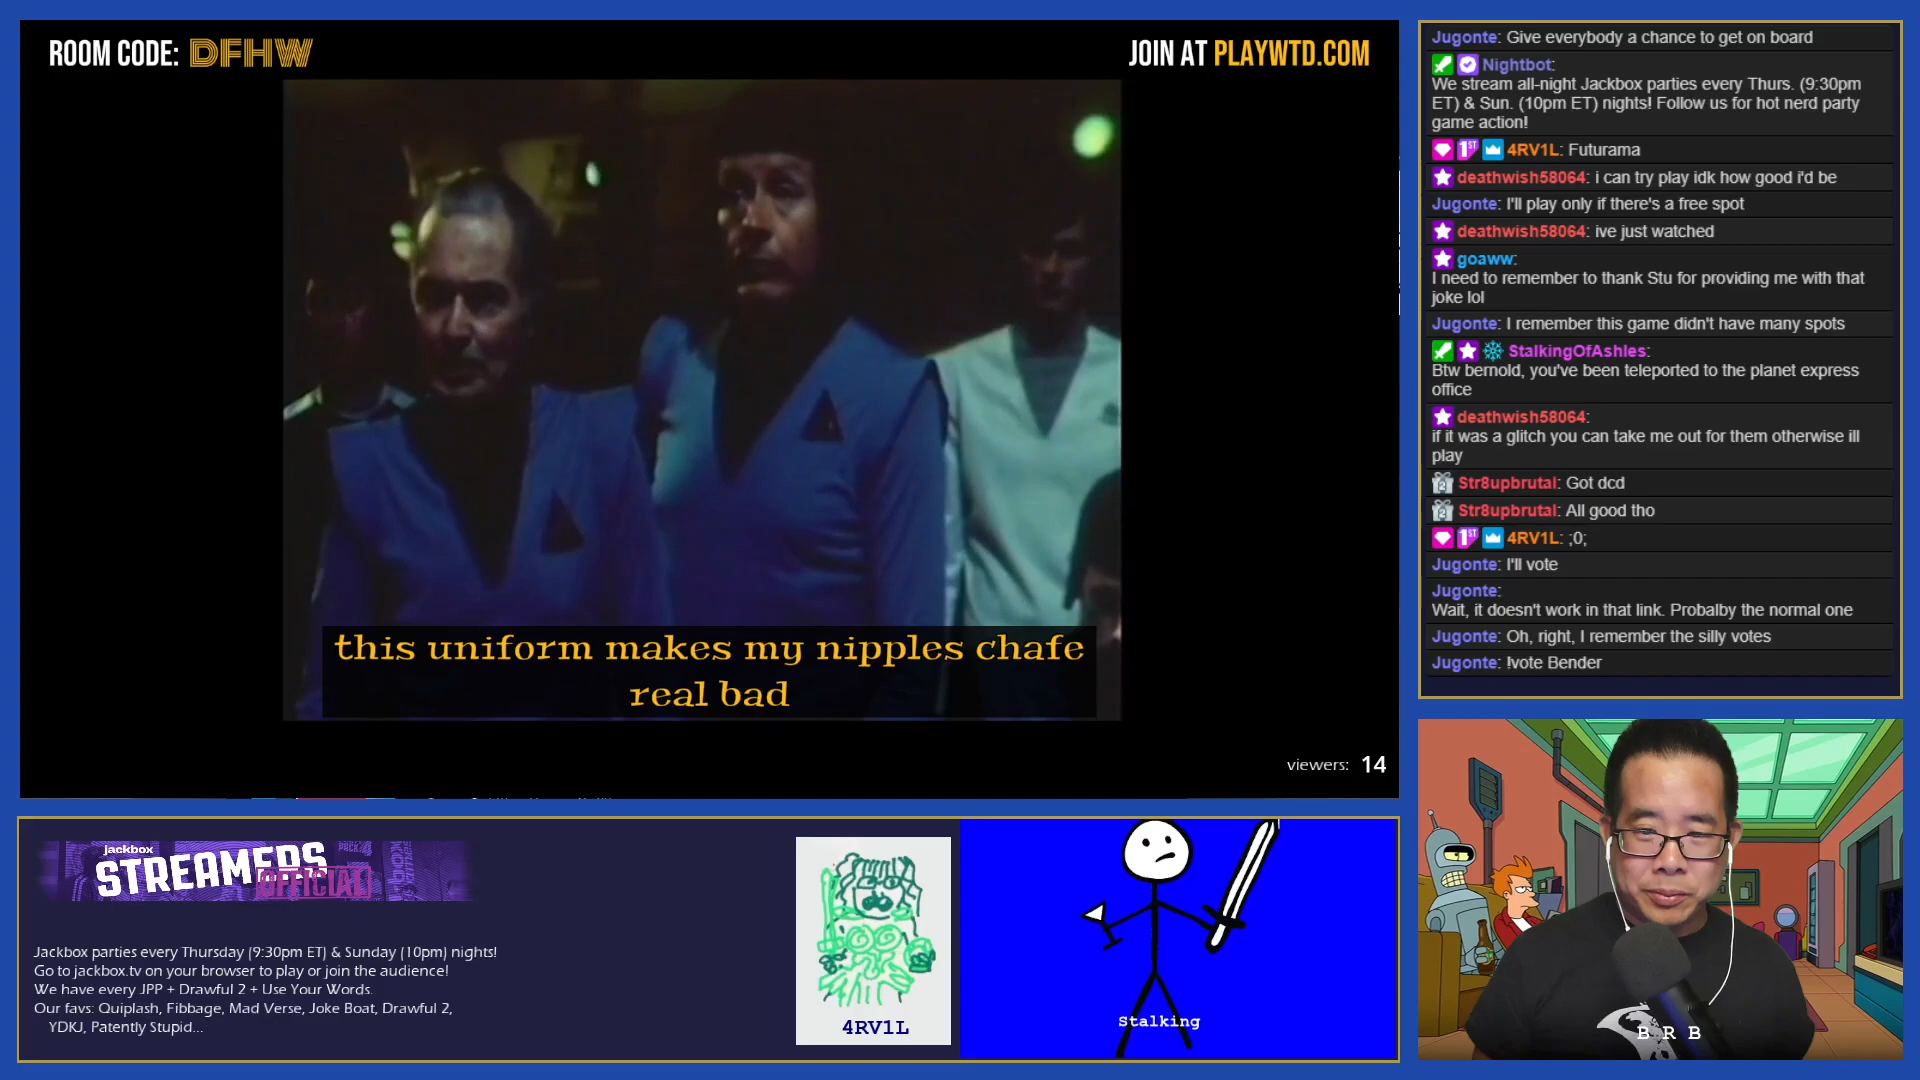 ROOM CODE: DFHW
JOIN AT PLAYWTD.COM
this uniform makes my nipples chafe
real bad
viewers: 14
Jugonte: Give everybody a chance to get on board
Nightbot:
We stream all-night Jackbox parties every Thurs. (9:30pm
ET) & Sun. (10pm ET) nights! Follow us for hot nerd party
game action!
1ST 4RV1L: Futurama
deathwish58064: i can try play idk how good i'd be
Jugonte: I'll play only if there's a free spot
deathwish58064: ive just watched
goaww:
I need to remember to thank Stu for providing me with that
joke lol
Jugonte: I remember this game didn't have many spots
StalkingOfAshles:
Btw bernold, you've been teleported to the planet express
office
deathwish58064:
if it was a glitch you can take me out for them otherwise ill
play
2 Str8upbrutal: Got dcd
2 Str8upbrutal: All good tho
1ST 4RV1L: ;0;
Jugonte: I'll vote
Jugonte:
Wait, it doesn't work in that link. Probalby the normal one
Jugonte: Oh, right, I remember the silly votes
Jugonte: !vote Bender
jackbox
STREAMERS
OFFICIAL
Jackbox parties every Thursday (9:30pm ET) & Sunday (10pm) nights!
Go to jackbox.tv on your browser to play or join the audience!
We have every JPP + Drawful 2 + Use Your Words.
Our favs: Quiplash, Fibbage, Mad Verse, Joke Boat, Drawful 2,
YDKJ, Patently Stupid...
4RV1L
Stalking
B R B